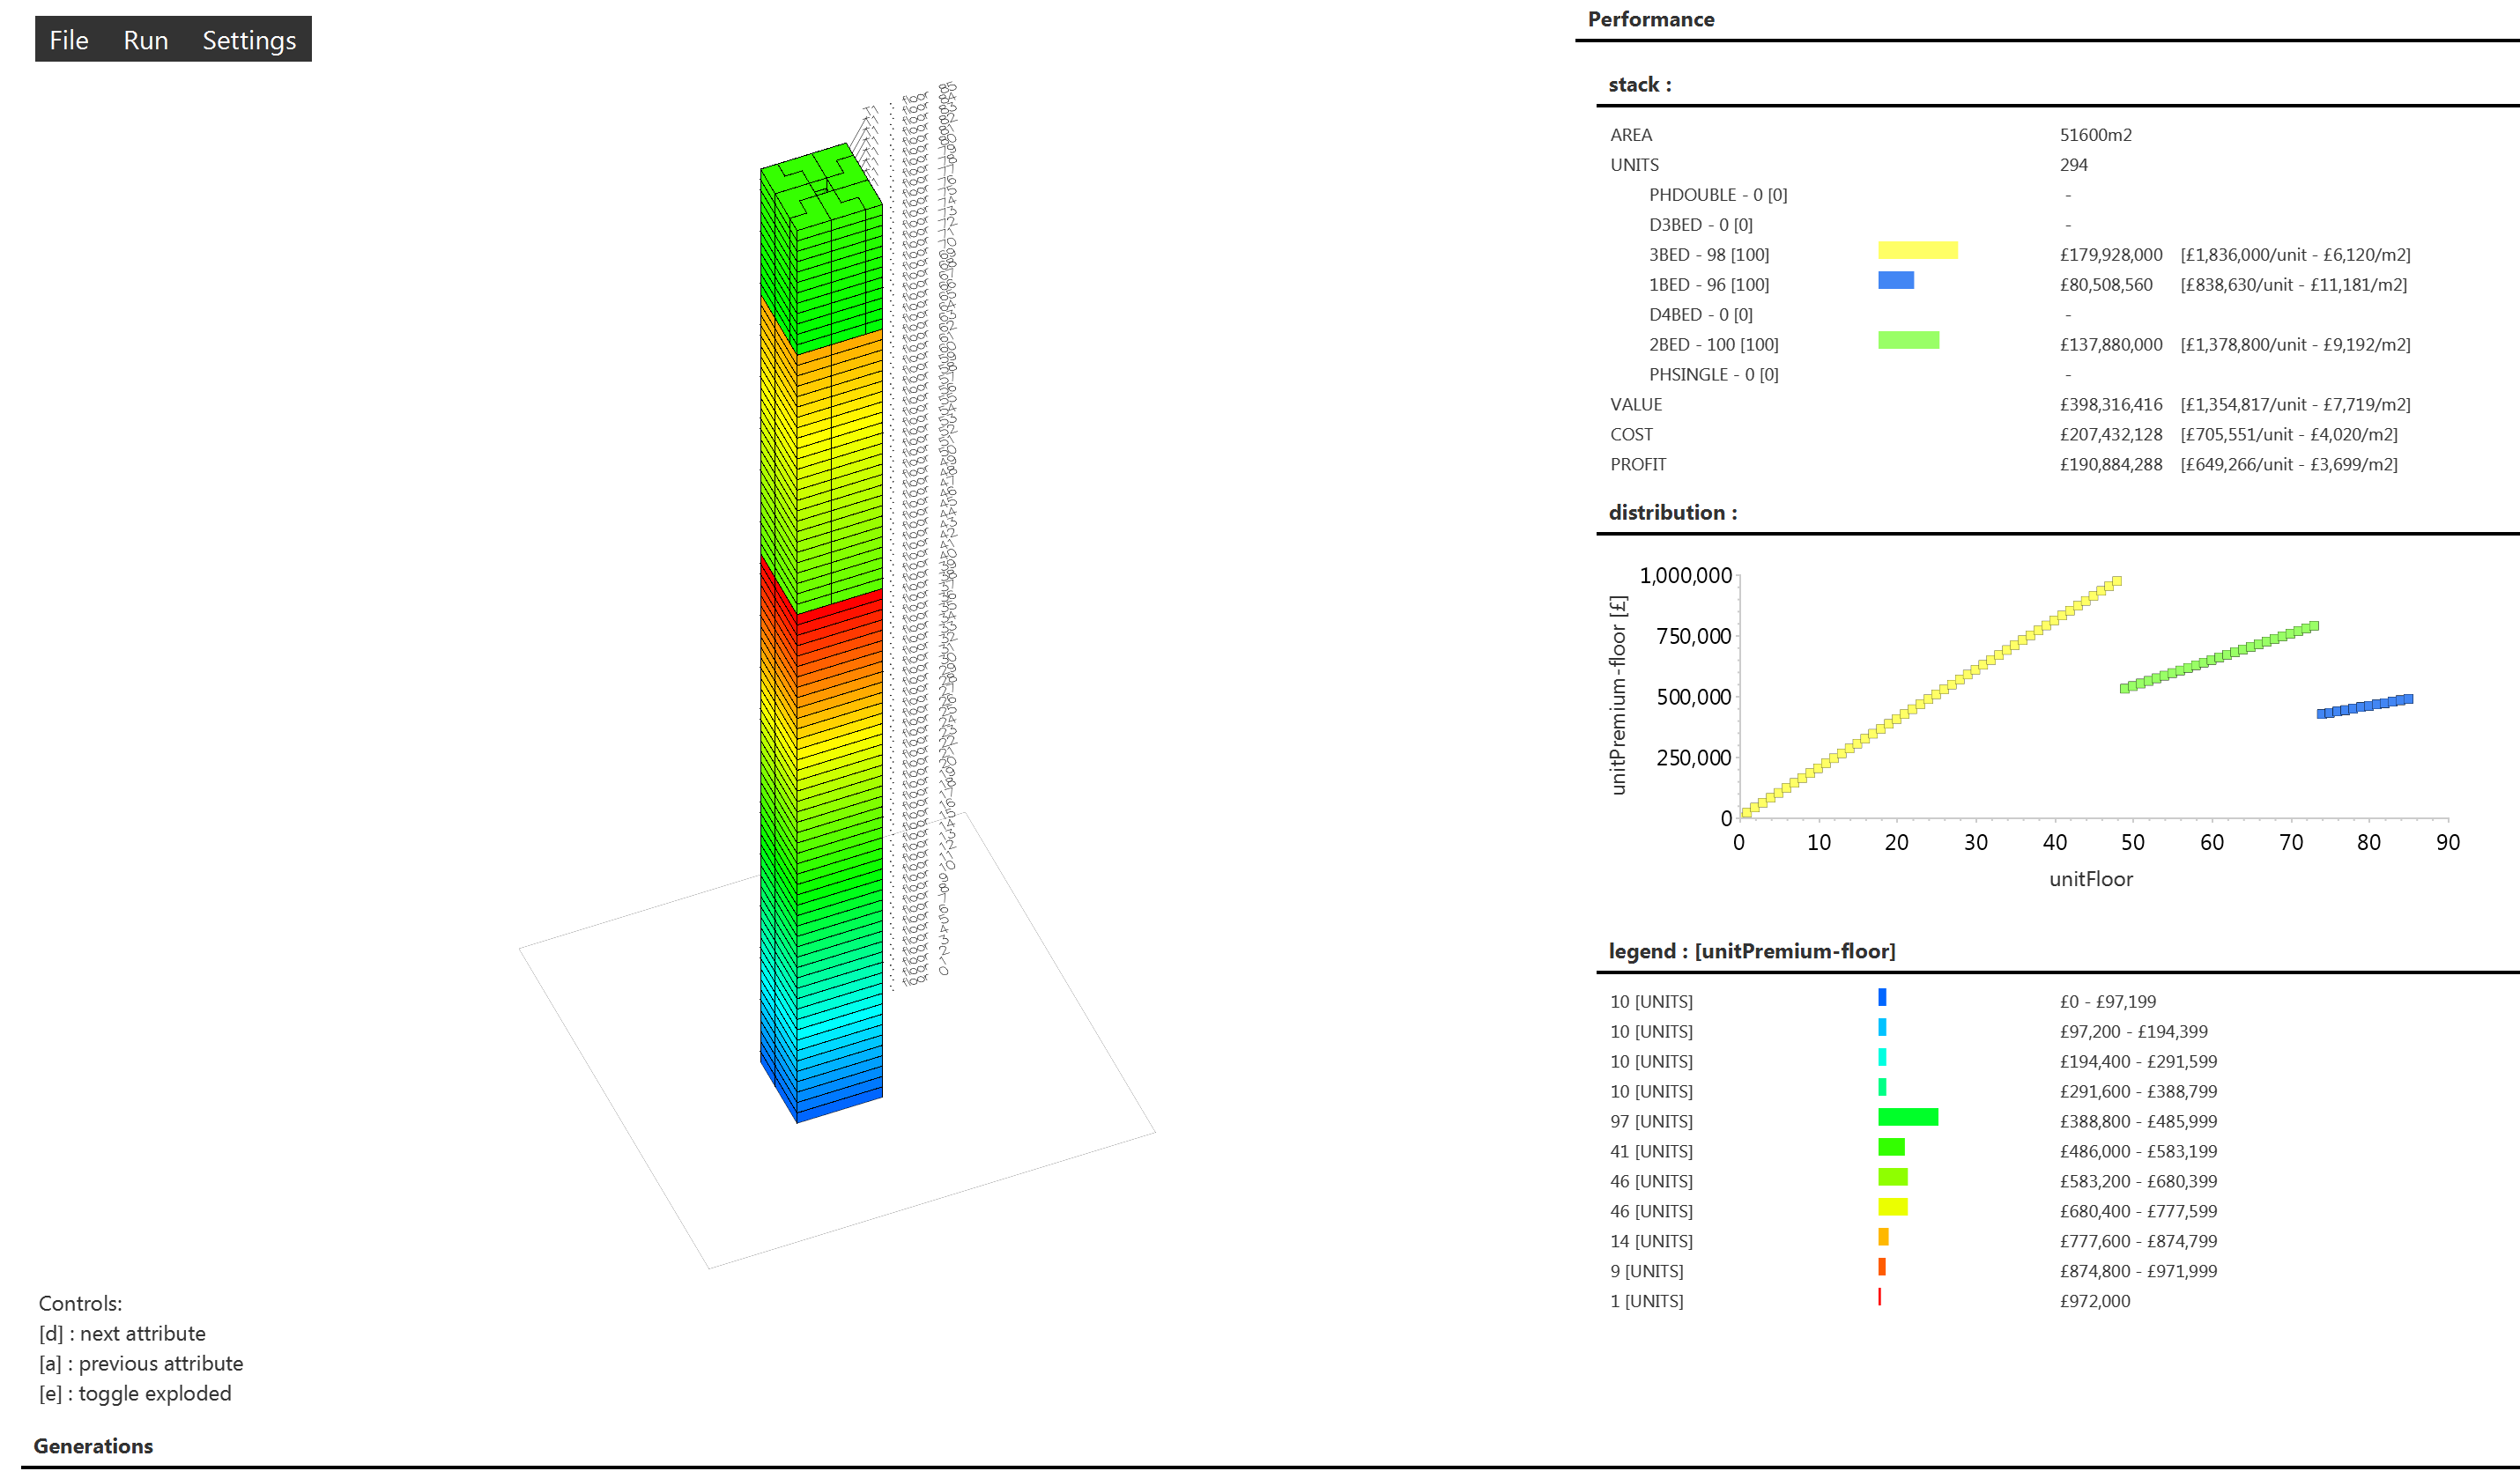 File Run Settings
Performance
stack :
AREA 51600m2
UNITS 294
PHDOUBLE - 0 [0] -
D3BED - 0 [0] -
3BED - 98 [100] £179,928,000 [£1,836,000/unit - £6,120/m2]
1BED - 96 [100] £80,508,560 [£838,630/unit - £11,181/m2]
D4BED - 0 [0] -
2BED - 100 [100] £137,880,000 [£1,378,800/unit - £9,192/m2]
PHSINGLE - 0 [0] -
VALUE £398,316,416 [£1,354,817/unit - £7,719/m2]
COST £207,432,128 [£705,551/unit - £4,020/m2]
PROFIT £190,884,288 [£649,266/unit - £3,699/m2]
distribution :
unitPremium-floor [£]
1,000,000
750,000
500,000
250,000
0
0 10 20 30 40 50 60 70 80 90
unitFloor
legend : [unitPremium-floor]
10 [UNITS] £0 - £97,199
10 [UNITS] £97,200 - £194,399
10 [UNITS] £194,400 - £291,599
10 [UNITS] £291,600 - £388,799
97 [UNITS] £388,800 - £485,999
41 [UNITS] £486,000 - £583,199
46 [UNITS] £583,200 - £680,399
46 [UNITS] £680,400 - £777,599
14 [UNITS] £777,600 - £874,799
9 [UNITS] £874,800 - £971,999
1 [UNITS] £972,000
Controls:
[d] : next attribute
[a] : previous attribute
[e] : toggle exploded
Generations